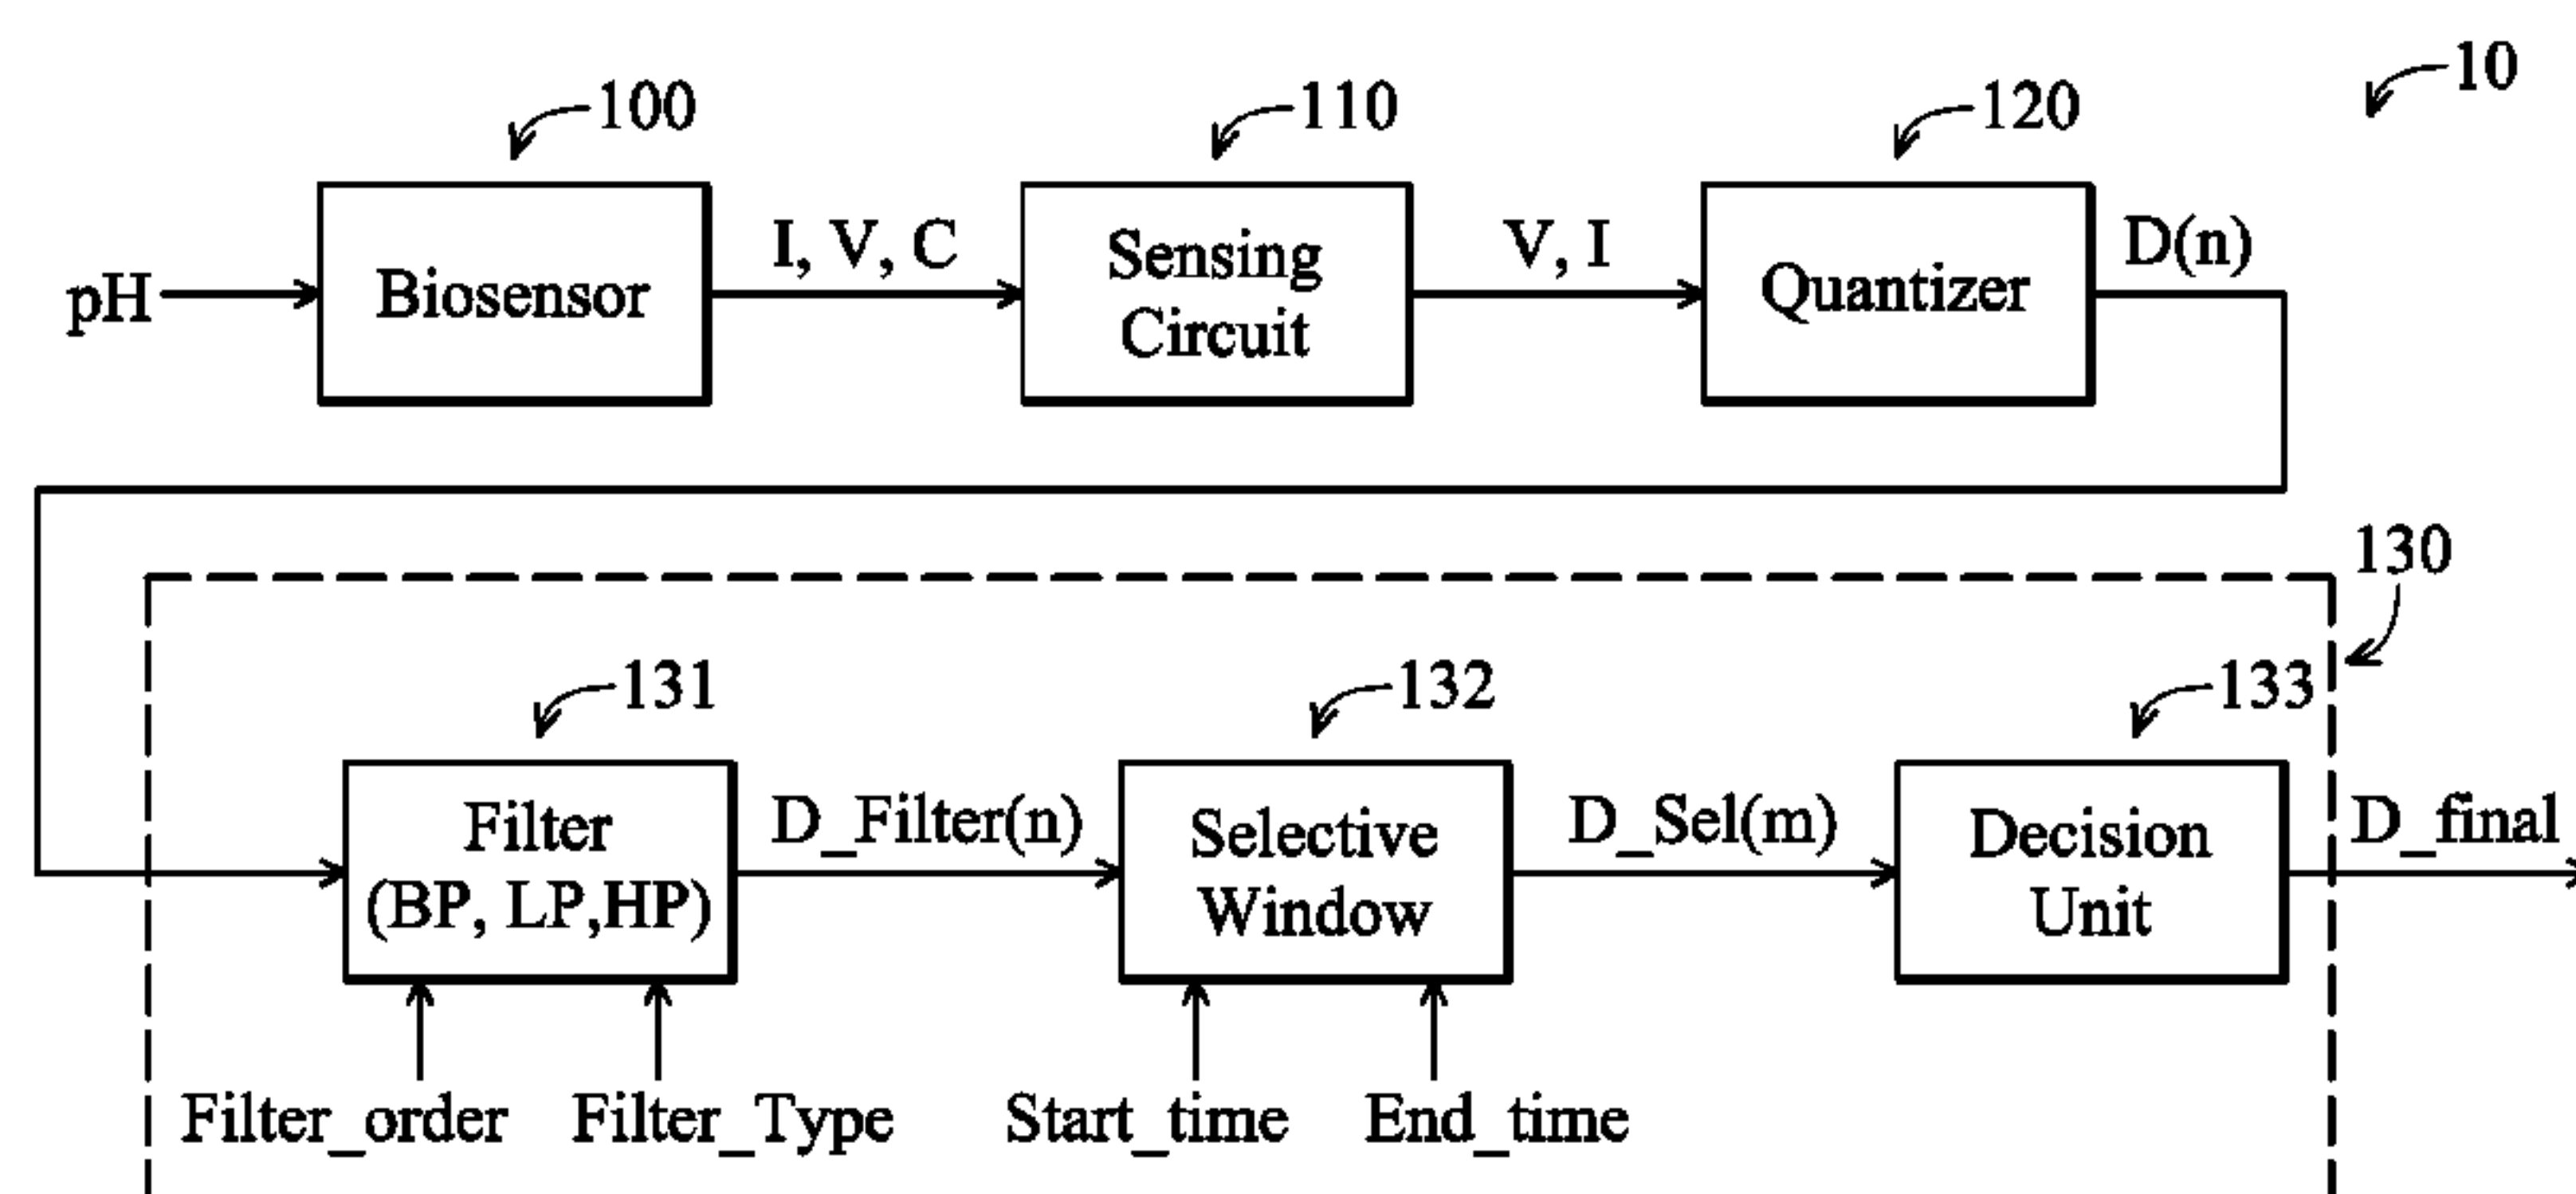 10
100
110
120
pH
Biosensor
I, V, C
Sensing
Circuit
V, I
Quantizer
D(n)
130
131
132
133
Filter
(BP, LP,HP)
D_Filter(n)
Selective
Window
D_Sel(m)
Decision
Unit
D_final
Filter_order
Filter_Type
Start_time
End_time